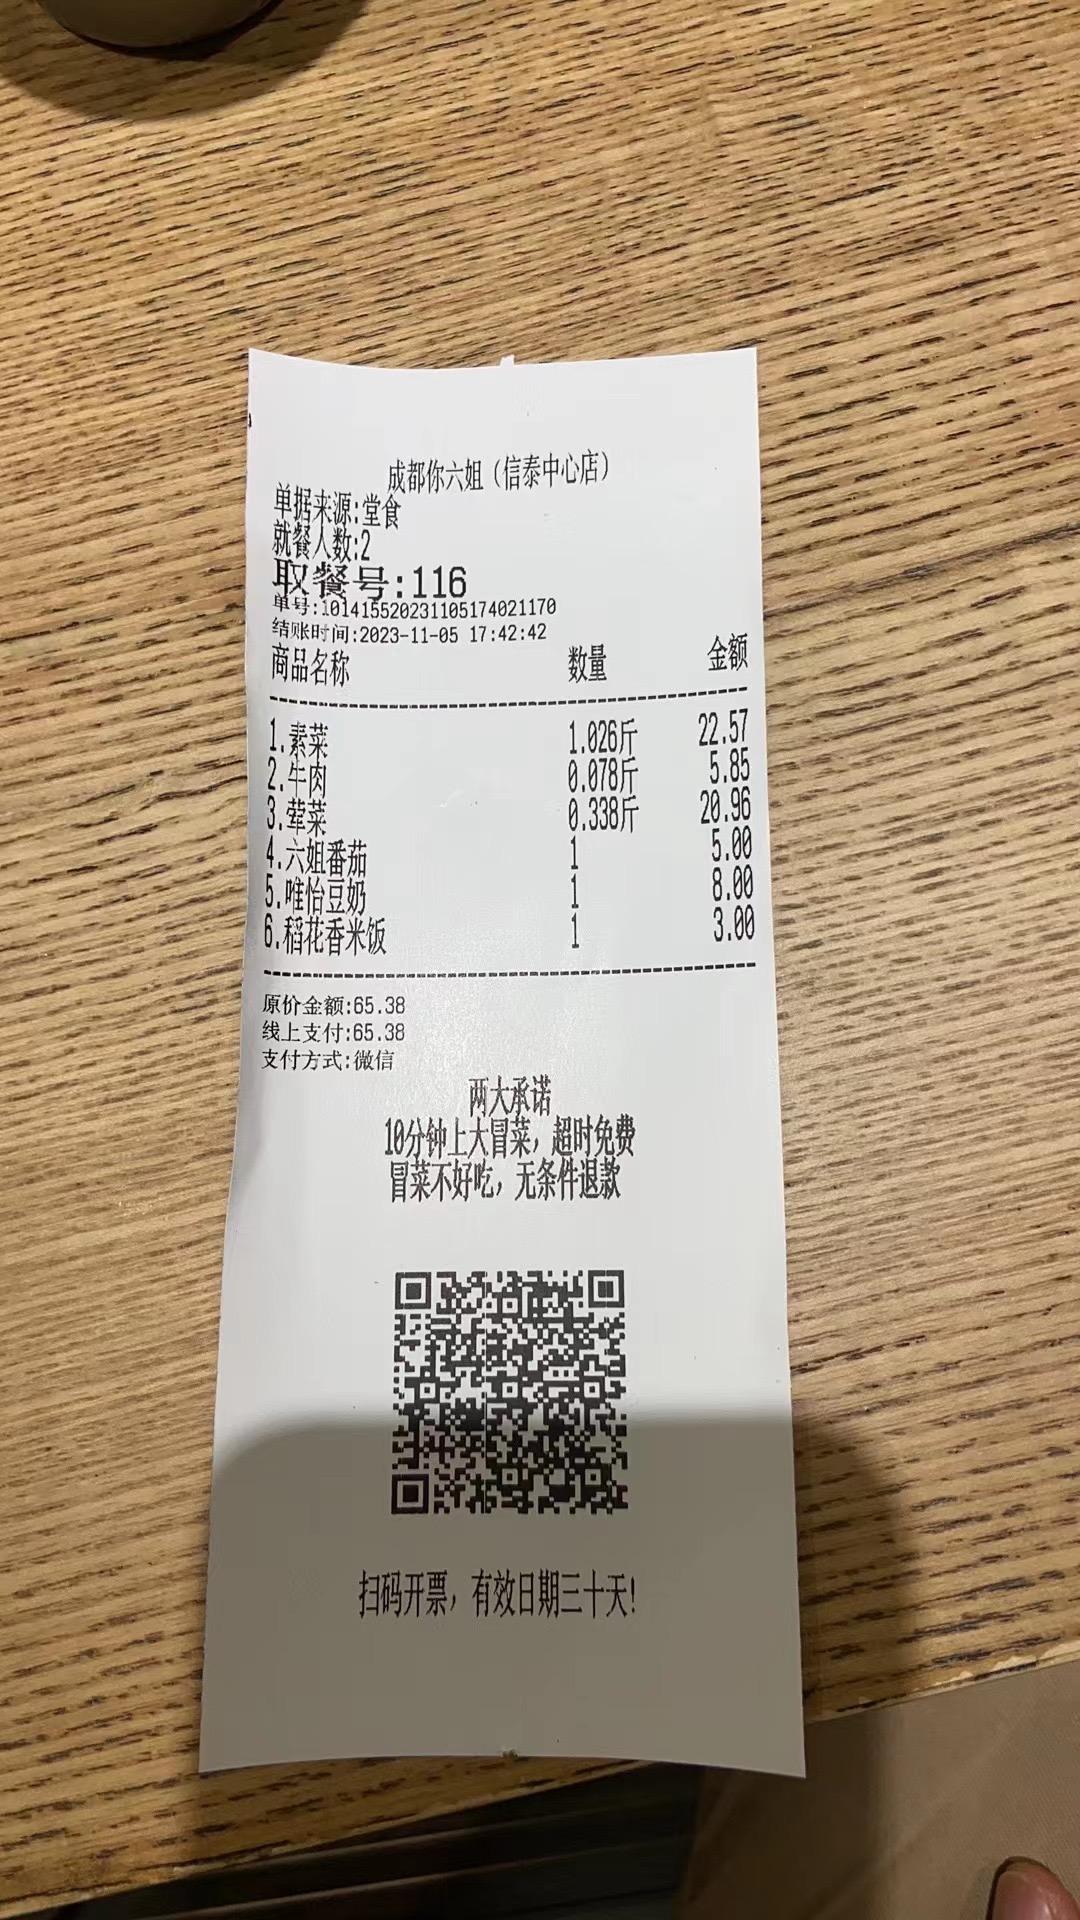 成都你六姐（信泰中心店）
单据来源:堂食
就餐人数:2
取餐号:116
单号:101415520231105174021170
结账时间:2023-11-05 17:42:42
商品名称 数量 金额
1.素菜 1.026斤 22.57
2.牛肉 0.078斤 5.85
3.荤菜 0.338斤 20.96
4.六姐番茄 1 5.00
5.唯怡豆奶 1 8.00
6.稻花香米饭 1 3.00
原价金额:65.38
线上支付:65.38
支付方式:微信
两大承诺
10分钟上大冒菜，超时免费
冒菜不好吃，无条件退款
扫码开票，有效日期三十天!